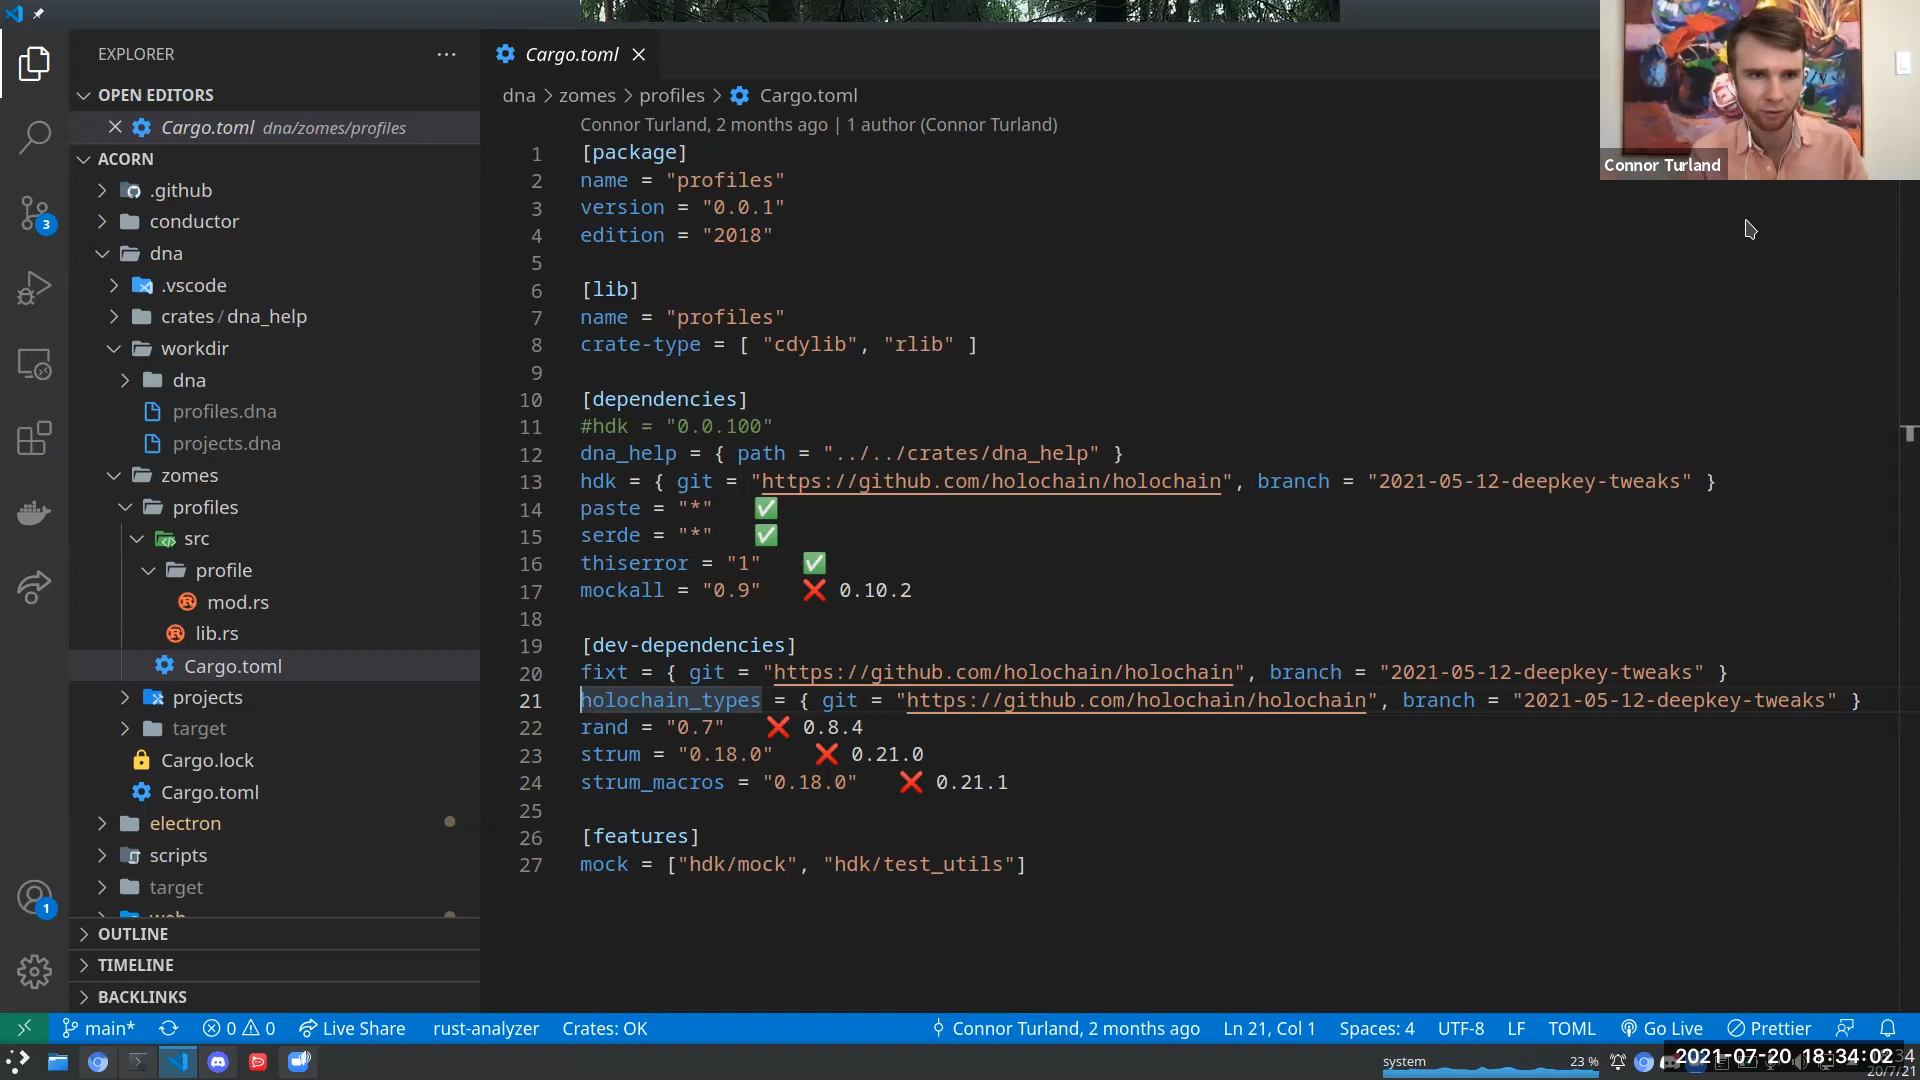 EXPLORER
OPEN EDITORS
Cargo.toml dna/zomes/profiles
ACORN
.github
conductor
dna
.vscode
crates/dna_help
workdir
dna
profiles.dna
projects.dna
zomes
profiles
src
profile
mod.rs
lib.rs
Cargo.toml
projects
target
Cargo.lock
Cargo.toml
electron
scripts
target
OUTLINE
TIMELINE
BACKLINKS
3
1
Cargo.toml
dna > zomes > profiles > Cargo.toml
Connor Turland, 2 months ago | 1 author (Connor Turland)
1 [package]
2 name = "profiles"
3 version = "0.0.1"
4 edition = "2018"
5
6 [lib]
7 name = "profiles"
8 crate-type = [ "cdylib", "rlib" ]
9
10 [dependencies]
11 #hdk = "0.0.100"
12 dna_help = { path = "../../crates/dna_help" }
13 hdk = { git = "https://github.com/holochain/holochain", branch = "2021-05-12-deepkey-tweaks" }
14 paste = "*" ✅
15 serde = "*" ✅
16 thiserror = "1" ✅
17 mockall = "0.9" ❌ 0.10.2
18
19 [dev-dependencies]
20 fixt = { git = "https://github.com/holochain/holochain", branch = "2021-05-12-deepkey-tweaks" }
21 holochain_types = { git = "https://github.com/holochain/holochain", branch = "2021-05-12-deepkey-tweaks" }
22 rand = "0.7" ❌ 0.8.4
23 strum = "0.18.0" ❌ 0.21.0
24 strum_macros = "0.18.0" ❌ 0.21.1
25
26 [features]
27 mock = ["hdk/mock", "hdk/test_utils"]
Connor Turland
main* 0 0 Live Share rust-analyzer Crates: OK Connor Turland, 2 months ago Ln 21, Col 1 Spaces: 4 UTF-8 LF TOML Go Live Prettier
system 23 % 2021-07-20 18:34:02
20/7/21